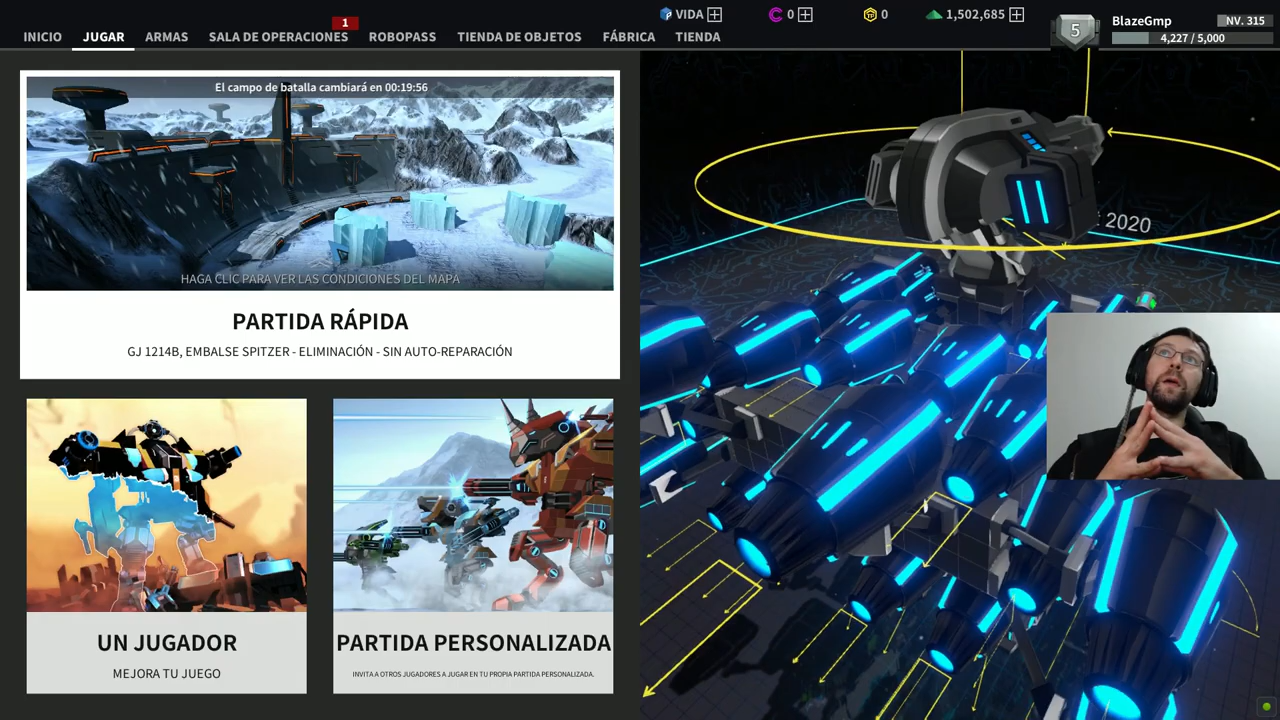 VIDA
0
0
1,502,685
INICIO
JUGAR
ARMAS
SALA DE OPERACIONES
1
ROBOPASS
TIENDA DE OBJETOS
FÁBRICA
TIENDA
5
BlazeGmp
NV. 315
4,227 / 5,000
El campo de batalla cambiará en 00:19:56
HAGA CLIC PARA VER LAS CONDICIONES DEL MAPA
PARTIDA RÁPIDA
GJ 1214B, EMBALSE SPITZER - ELIMINACIÓN - SIN AUTO-REPARACIÓN
2020
UN JUGADOR
MEJORA TU JUEGO
PARTIDA PERSONALIZADA
INVITA A OTROS JUGADORES A JUGAR EN TU PROPIA PARTIDA PERSONALIZADA.